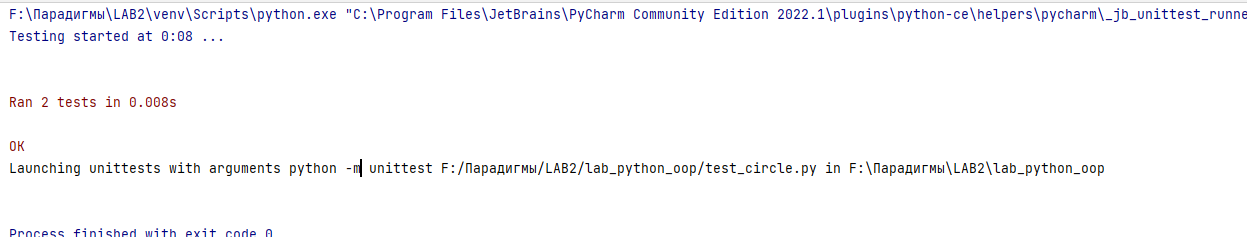 F:\Парадигмы\LAB2\venv\Scripts\python.exe "C:\Program Files\JetBrains\PyCharm Community Edition 2022.1\plugins\python-ce\helpers\pycharm\_jb_unittest_runne
Testing started at 0:08 ...
Ran 2 tests in 0.008s
OK
Launching unittests with arguments python -m unittest F:/Парадигмы/LAB2/lab_python_oop/test_circle.py in F:\Парадигмы\LAB2\lab_python_oop
Process finished with exit code 0